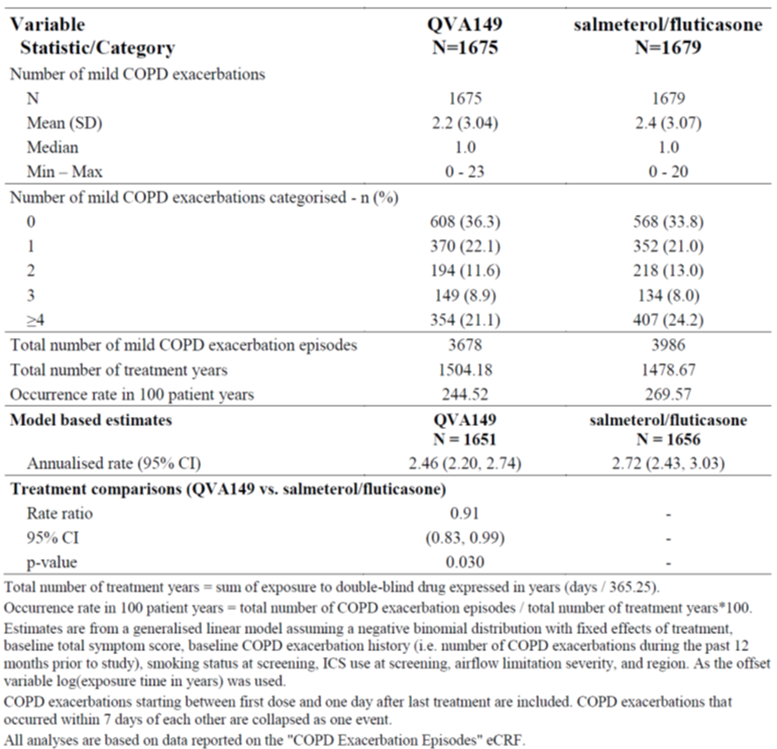 Variable QVA149 salmeterol/fluticasone
Statistic/Category N=1675 N=1679
Number of mild COPD exacerbations
N 1675 1679
Mean (SD) 2.2 (3.04) 2.4 (3.07)
Median 1.0 1.0
Min – Max 0 - 23 0 - 20
Number of mild COPD exacerbations categorised - n (%)
0 608 (36.3) 568 (33.8)
1 370 (22.1) 352 (21.0)
2 194 (11.6) 218 (13.0)
3 149 (8.9) 134 (8.0)
≥4 354 (21.1) 407 (24.2)
Total number of mild COPD exacerbation episodes 3678 3986
Total number of treatment years 1504.18 1478.67
Occurrence rate in 100 patient years 244.52 269.57
Model based estimates QVA149 salmeterol/fluticasone
N = 1651 N = 1656
Annualised rate (95% CI) 2.46 (2.20, 2.74) 2.72 (2.43, 3.03)
Treatment comparisons (QVA149 vs. salmeterol/fluticasone)
Rate ratio 0.91 -
95% CI (0.83, 0.99) -
p-value 0.030 -
Total number of treatment years = sum of exposure to double-blind drug expressed in years (days / 365.25).
Occurrence rate in 100 patient years = total number of COPD exacerbation episodes / total number of treatment years*100.
Estimates are from a generalised linear model assuming a negative binomial distribution with fixed effects of treatment,
baseline total symptom score, baseline COPD exacerbation history (i.e. number of COPD exacerbations during the past 12
months prior to study), smoking status at screening, ICS use at screening, airflow limitation severity, and region. As the offset
variable log(exposure time in years) was used.
COPD exacerbations starting between first dose and one day after last treatment are included. COPD exacerbations that
occurred within 7 days of each other are collapsed as one event.
All analyses are based on data reported on the "COPD Exacerbation Episodes" eCRF.